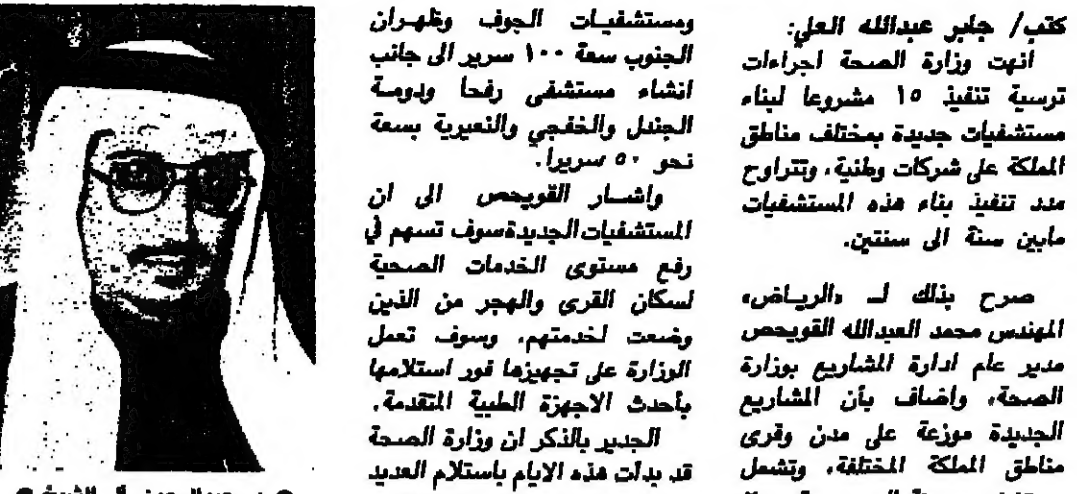 كتب/ جابر عبدالله العلي:
انهت وزارة الصحة اجراءات
ترسية تنفيذ ١٥ مشروعا لبناء
مستشفيات جديدة بمختلف مناطق
المملكة على شركات وطنية، وتتراوح
مدد تنفيذ بناء هذه المستشفيات
مابين سنة الى سنتين.
صرح بذلك لـ «الرياض»
المهندس محمد العبدالله القويحص
مدير عام ادارة المشاريع بوزارة
الصحة، واضاف بأن المشاريع
الجديدة موزعة على مدن وقرى
مناطق المملكة المختلفة، وتشمل
ومستشفيات الجوف وظهران
الجنوب سعة ١٠٠ سرير الى جانب
انشاء مستشفى رفحا ودومة
الجندل والخفجي والنعيرية بسعة
نحو ٥٠ سريرا.
واشار القويحص الى ان
المستشفيات الجديدة سوف تسهم في
رفع مستوى الخدمات الصحية
لسكان القرى والهجر من الذين
وضعت لخدمتهم، وسوف تعمل
الوزارة على تجهيزها فور استلامها
بأحدث الاجهزة الطبية المتقدمة.
الجدير بالذكر ان وزارة الصحة
قد بدأت هذه الايام باستلام العديد